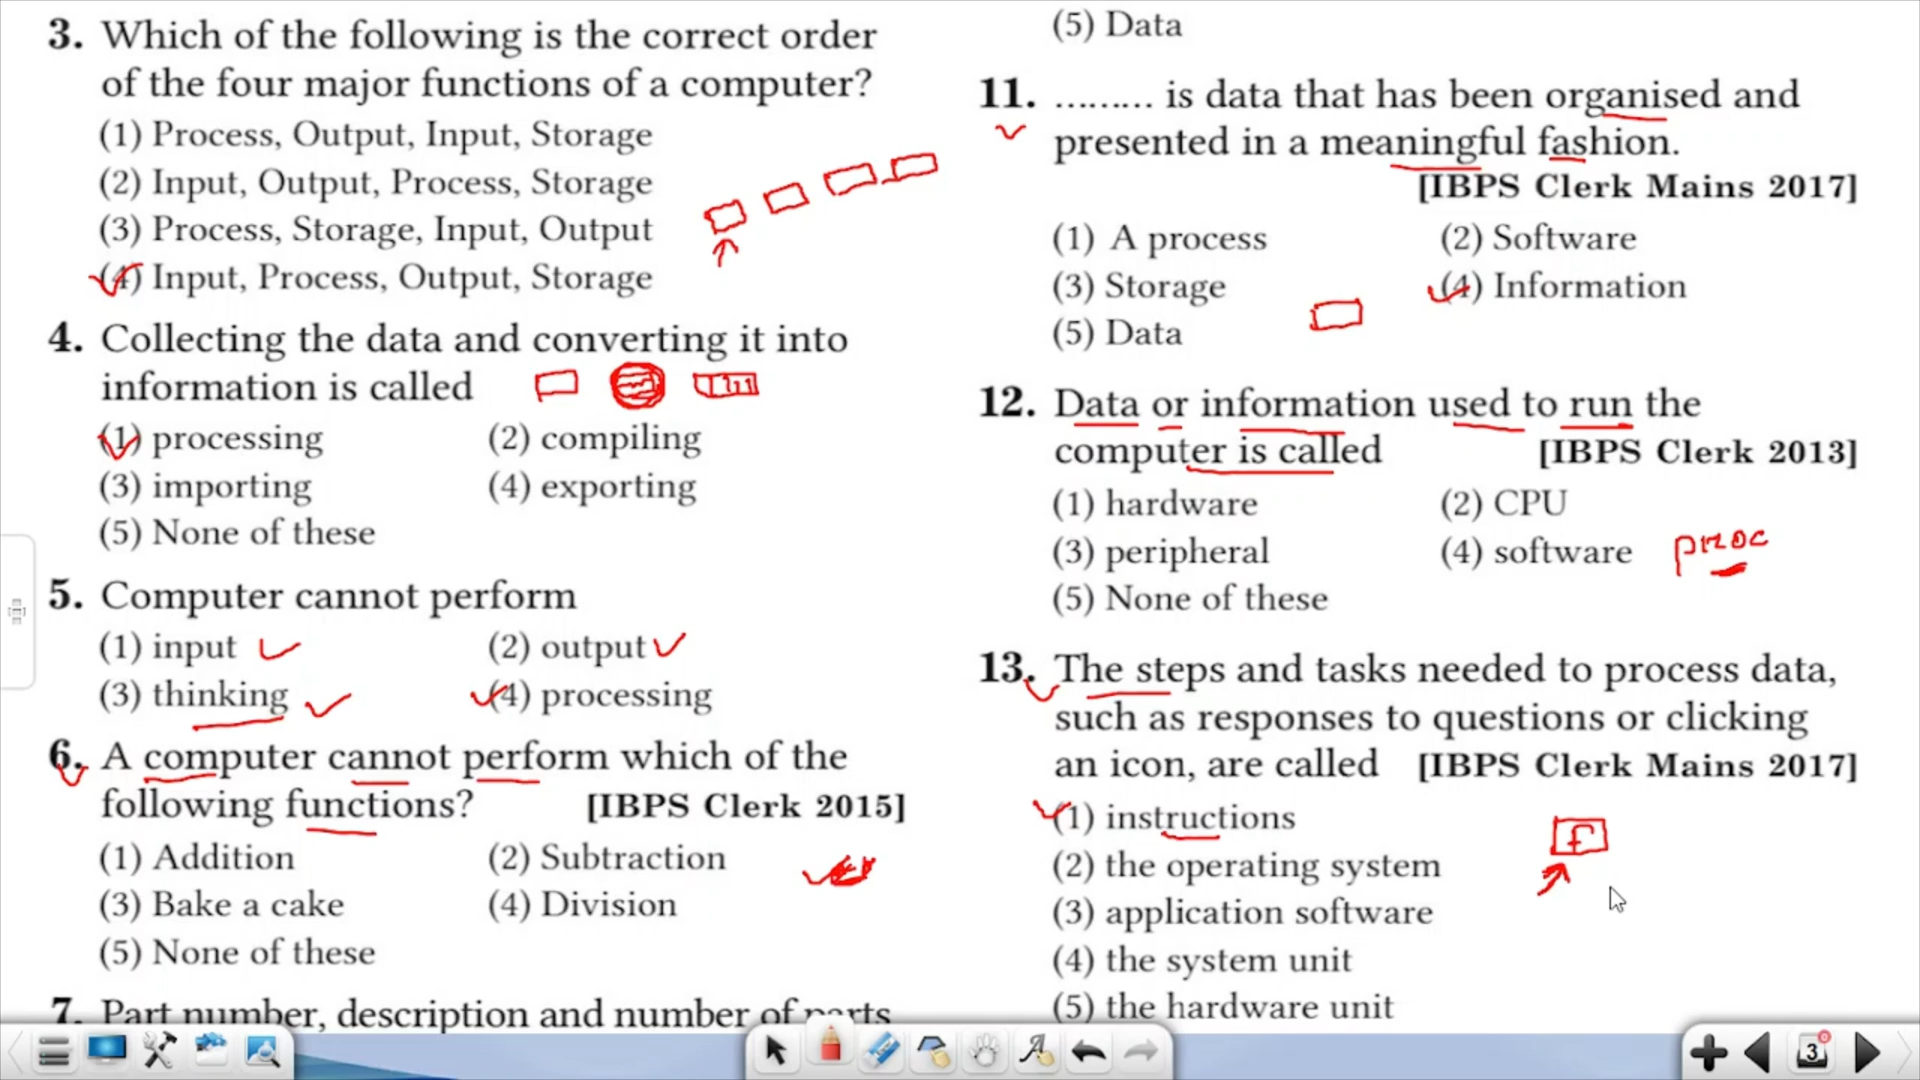 3. Which of the following is the correct order
of the four major functions of a computer?
(1) Process, Output, Input, Storage
(2) Input, Output, Process, Storage
(3) Process, Storage, Input, Output
(4) Input, Process, Output, Storage
4. Collecting the data and converting it into
information is called
(1) processing (2) compiling
(3) importing (4) exporting
(5) None of these
5. Computer cannot perform
(1) input (2) output
(3) thinking (4) processing
6. A computer cannot perform which of the
following functions? [IBPS Clerk 2015]
(1) Addition (2) Subtraction
(3) Bake a cake (4) Division
(5) None of these
7. Part number, description and number of parts
(5) Data
11. ......... is data that has been organised and
presented in a meaningful fashion.
[IBPS Clerk Mains 2017]
(1) A process (2) Software
(3) Storage (4) Information
(5) Data
12. Data or information used to run the
computer is called [IBPS Clerk 2013]
(1) hardware (2) CPU
(3) peripheral (4) software
(5) None of these
13. The steps and tasks needed to process data,
such as responses to questions or clicking
an icon, are called [IBPS Clerk Mains 2017]
(1) instructions
(2) the operating system
(3) application software
(4) the system unit
(5) the hardware unit
f
3